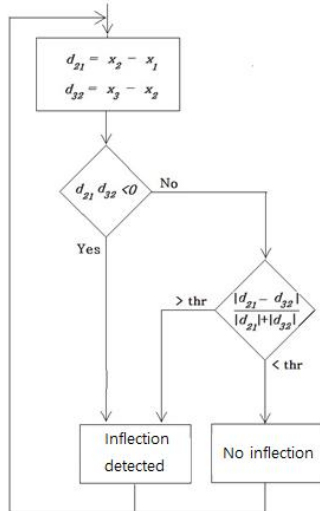 d₂₁ = x₂ − x₁
d₃₂ = x₃ − x₂
d₂₁ d₃₂ <0
No
Yes
> thr
|d₂₁ − d₃₂|
|d₂₁|+|d₃₂|
< thr
Inflection
detected
No inflection